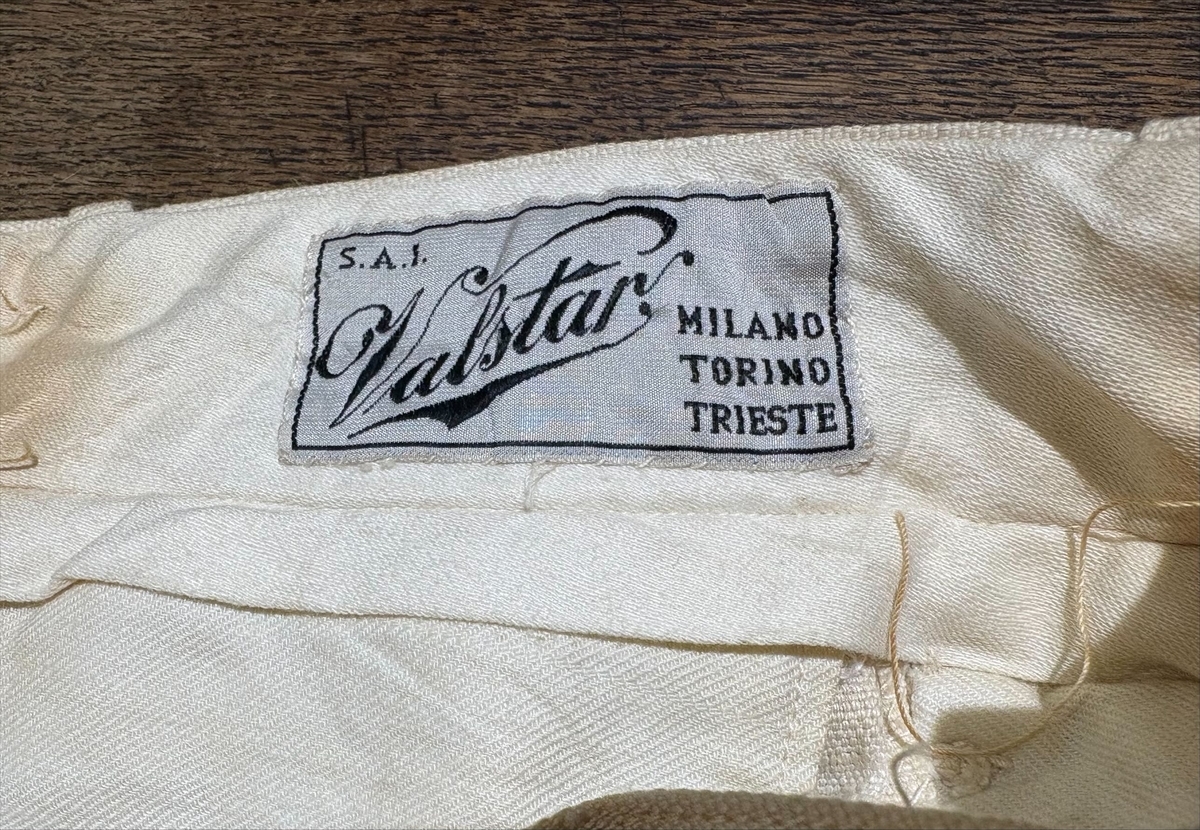 S.A.I.
Valstar
MILANO
TORINO
TRIESTE